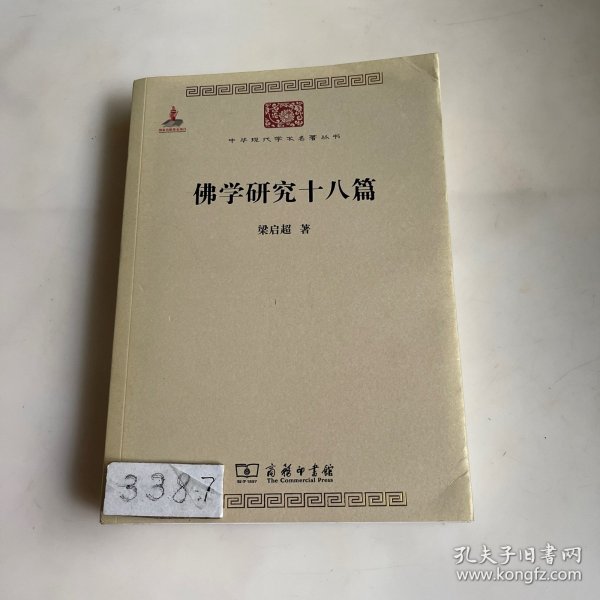 中华现代学术名著丛书
佛学研究十八篇
梁启超 著
商务印书馆
The Commercial Press
3387
孔夫子旧书网
www.kongfz.com